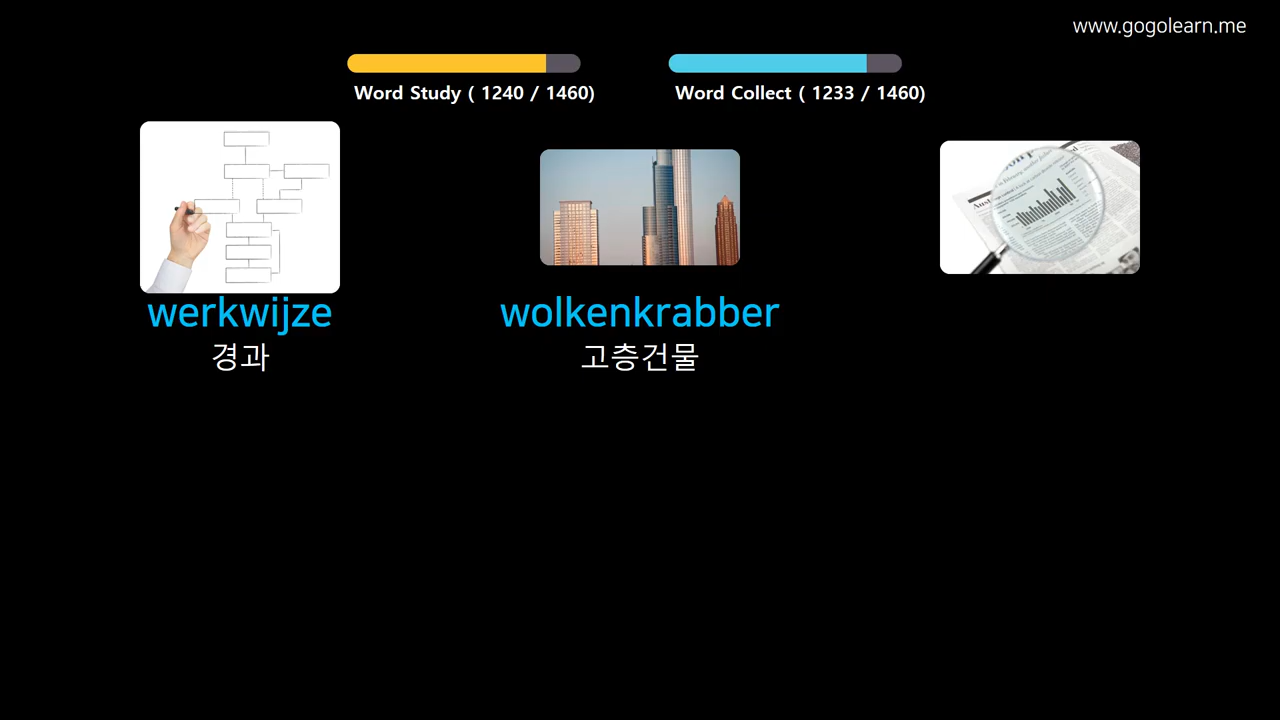 www.gogolearn.me
Word Study ( 1240 / 1460)
Word Collect ( 1233 / 1460)
werkwijze
wolkenkrabber
경과
고층건물